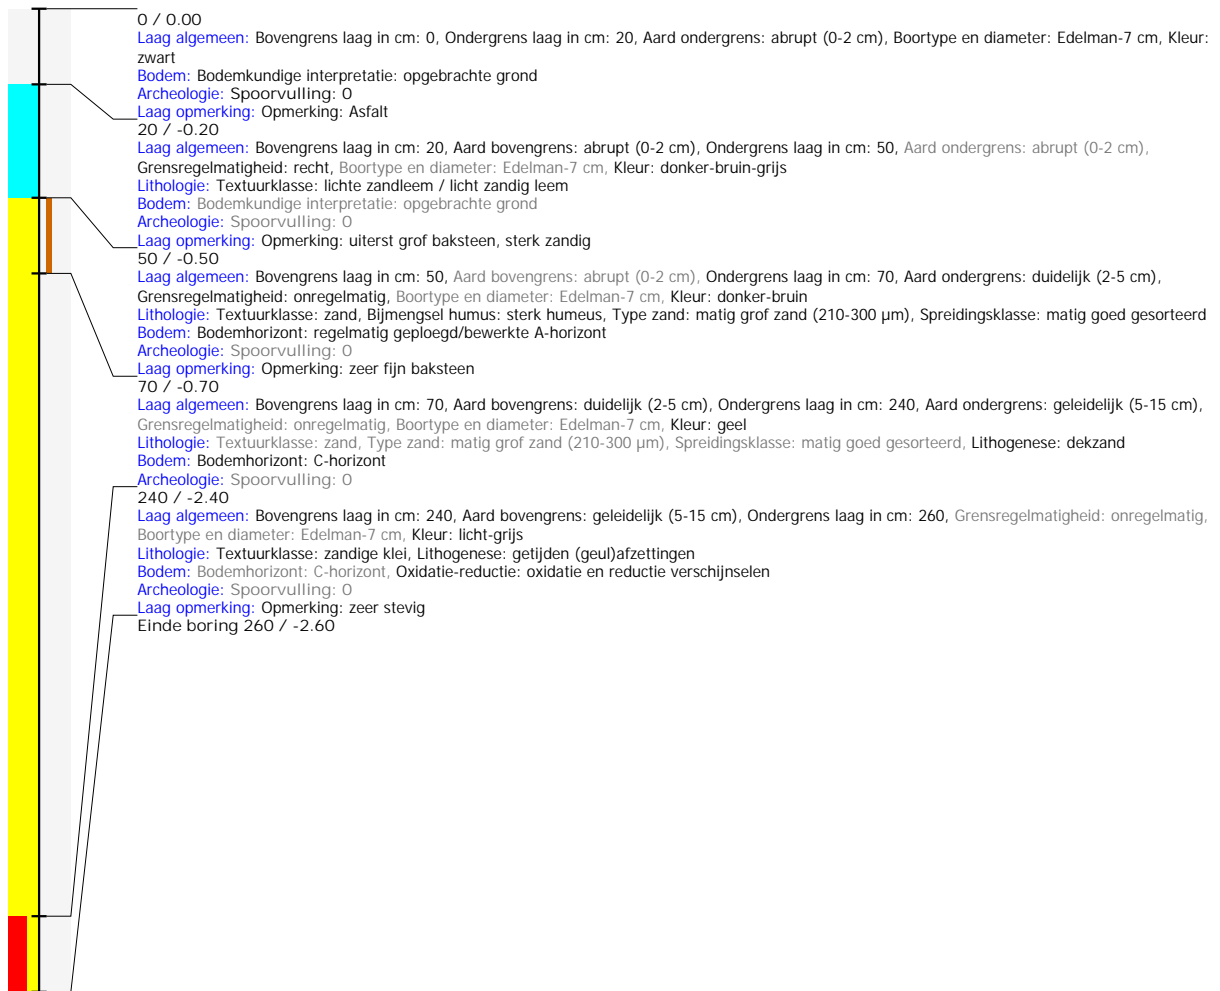 0 / 0.00
Laag algemeen: Bovengrens laag in cm: 0, Ondergrens laag in cm: 20, Aard ondergrens: abrupt (0-2 cm), Boortype en diameter: Edelman-7 cm, Kleur:
zwart
Bodem: Bodemkundige interpretatie: opgebrachte grond
Archeologie: Spoorvulling: 0
Laag opmerking: Opmerking: Asfalt
20 / -0.20
Laag algemeen: Bovengrens laag in cm: 20, Aard bovengrens: abrupt (0-2 cm), Ondergrens laag in cm: 50, Aard ondergrens: abrupt (0-2 cm),
Grensregelmatigheid: recht, Boortype en diameter: Edelman-7 cm, Kleur: donker-bruin-grijs
Lithologie: Textuurklasse: lichte zandleem / licht zandig leem
Bodem: Bodemkundige interpretatie: opgebrachte grond
Archeologie: Spoorvulling: 0
Laag opmerking: Opmerking: uiterst grof baksteen, sterk zandig
50 / -0.50
Laag algemeen: Bovengrens laag in cm: 50, Aard bovengrens: abrupt (0-2 cm), Ondergrens laag in cm: 70, Aard ondergrens: duidelijk (2-5 cm),
Grensregelmatigheid: onregelmatig, Boortype en diameter: Edelman-7 cm, Kleur: donker-bruin
Lithologie: Textuurklasse: zand, Bijmengsel humus: sterk humeus, Type zand: matig grof zand (210-300 µm), Spreidingsklasse: matig goed gesorteerd
Bodem: Bodemhorizont: regelmatig geploegd/bewerkte A-horizont
Archeologie: Spoorvulling: 0
Laag opmerking: Opmerking: zeer fijn baksteen
70 / -0.70
Laag algemeen: Bovengrens laag in cm: 70, Aard bovengrens: duidelijk (2-5 cm), Ondergrens laag in cm: 240, Aard ondergrens: geleidelijk (5-15 cm),
Grensregelmatigheid: onregelmatig, Boortype en diameter: Edelman-7 cm, Kleur: geel
Lithologie: Textuurklasse: zand, Type zand: matig grof zand (210-300 µm), Spreidingsklasse: matig goed gesorteerd, Lithogenese: dekzand
Bodem: Bodemhorizont: C-horizont
Archeologie: Spoorvulling: 0
240 / -2.40
Laag algemeen: Bovengrens laag in cm: 240, Aard bovengrens: geleidelijk (5-15 cm), Ondergrens laag in cm: 260, Grensregelmatigheid: onregelmatig,
Boortype en diameter: Edelman-7 cm, Kleur: licht-grijs
Lithologie: Textuurklasse: zandige klei, Lithogenese: getijden (geul)afzettingen
Bodem: Bodemhorizont: C-horizont, Oxidatie-reductie: oxidatie en reductie verschijnselen
Archeologie: Spoorvulling: 0
Laag opmerking: Opmerking: zeer stevig
Einde boring 260 / -2.60